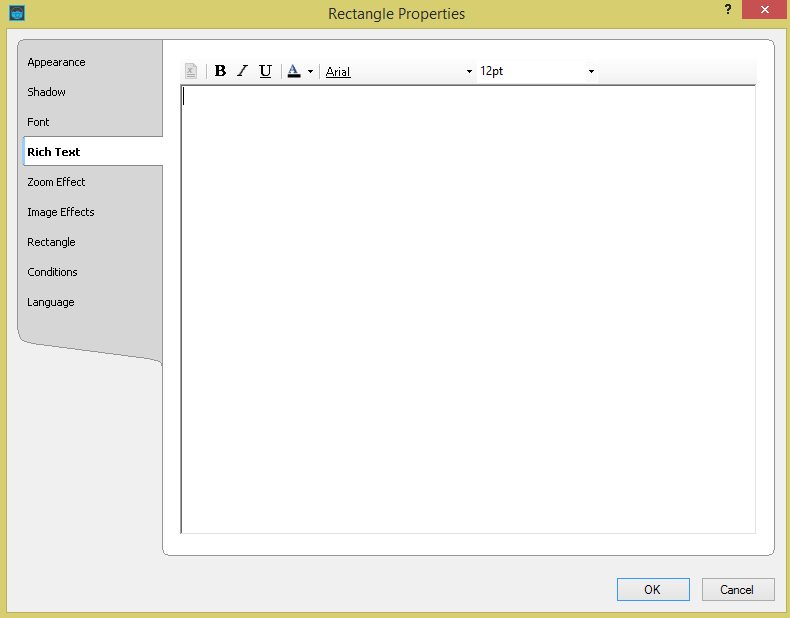 Rectangle Properties
?
Appearance
Shadow
Font
Rich Text
Zoom Effect
Image Effects
Rectangle
Conditions
Language
B I U A Arial 12pt
OK Cancel